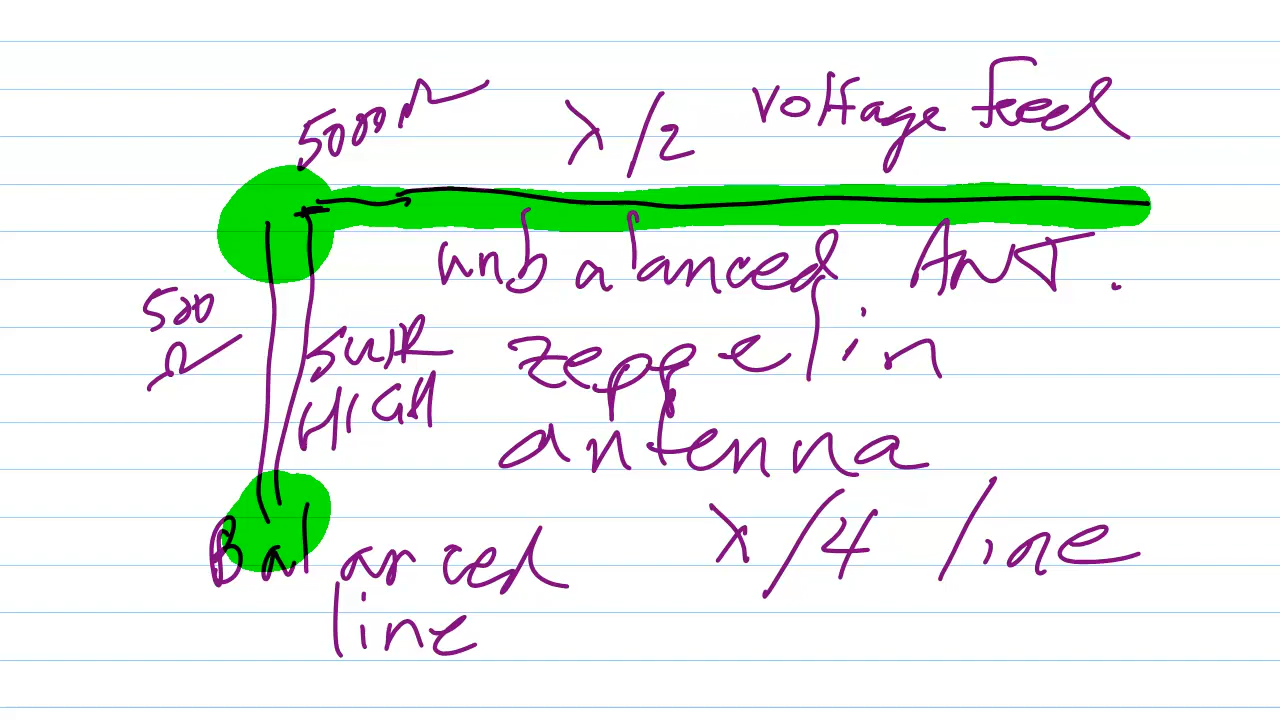 5000Ω λ/2 voltage feed
unbalanced ANT.
500
Ω
SWR
HIGH
zeppelin
antenna
λ/4 line
Balanced
line